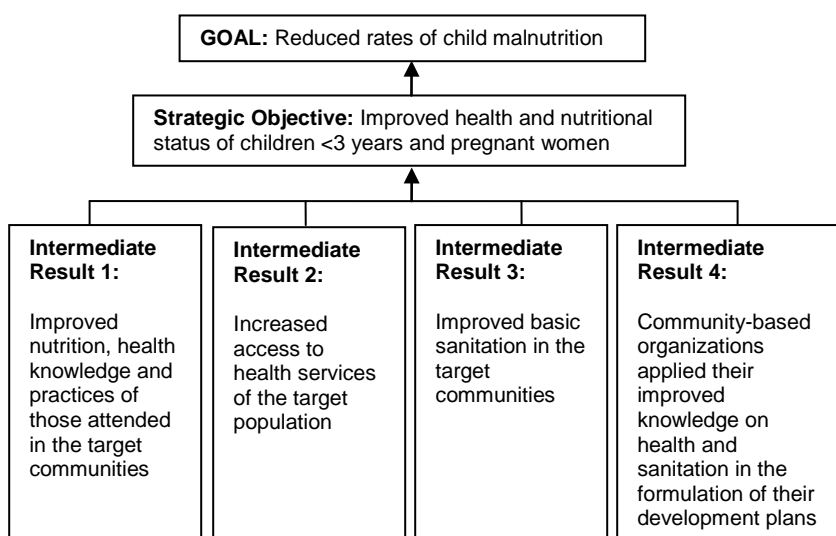 GOAL: Reduced rates of child malnutrition
Strategic Objective: Improved health and nutritional
status of children <3 years and pregnant women
Intermediate
Result 1:
Improved
nutrition, health
knowledge and
practices of
those attended
in the target
communities
Intermediate
Result 2:
Increased
access to
health services
of the target
population
Intermediate
Result 3:
Improved basic
sanitation in the
target
communities
Intermediate
Result 4:
Community-based
organizations
applied their
improved
knowledge on
health and
sanitation in the
formulation of their
development plans